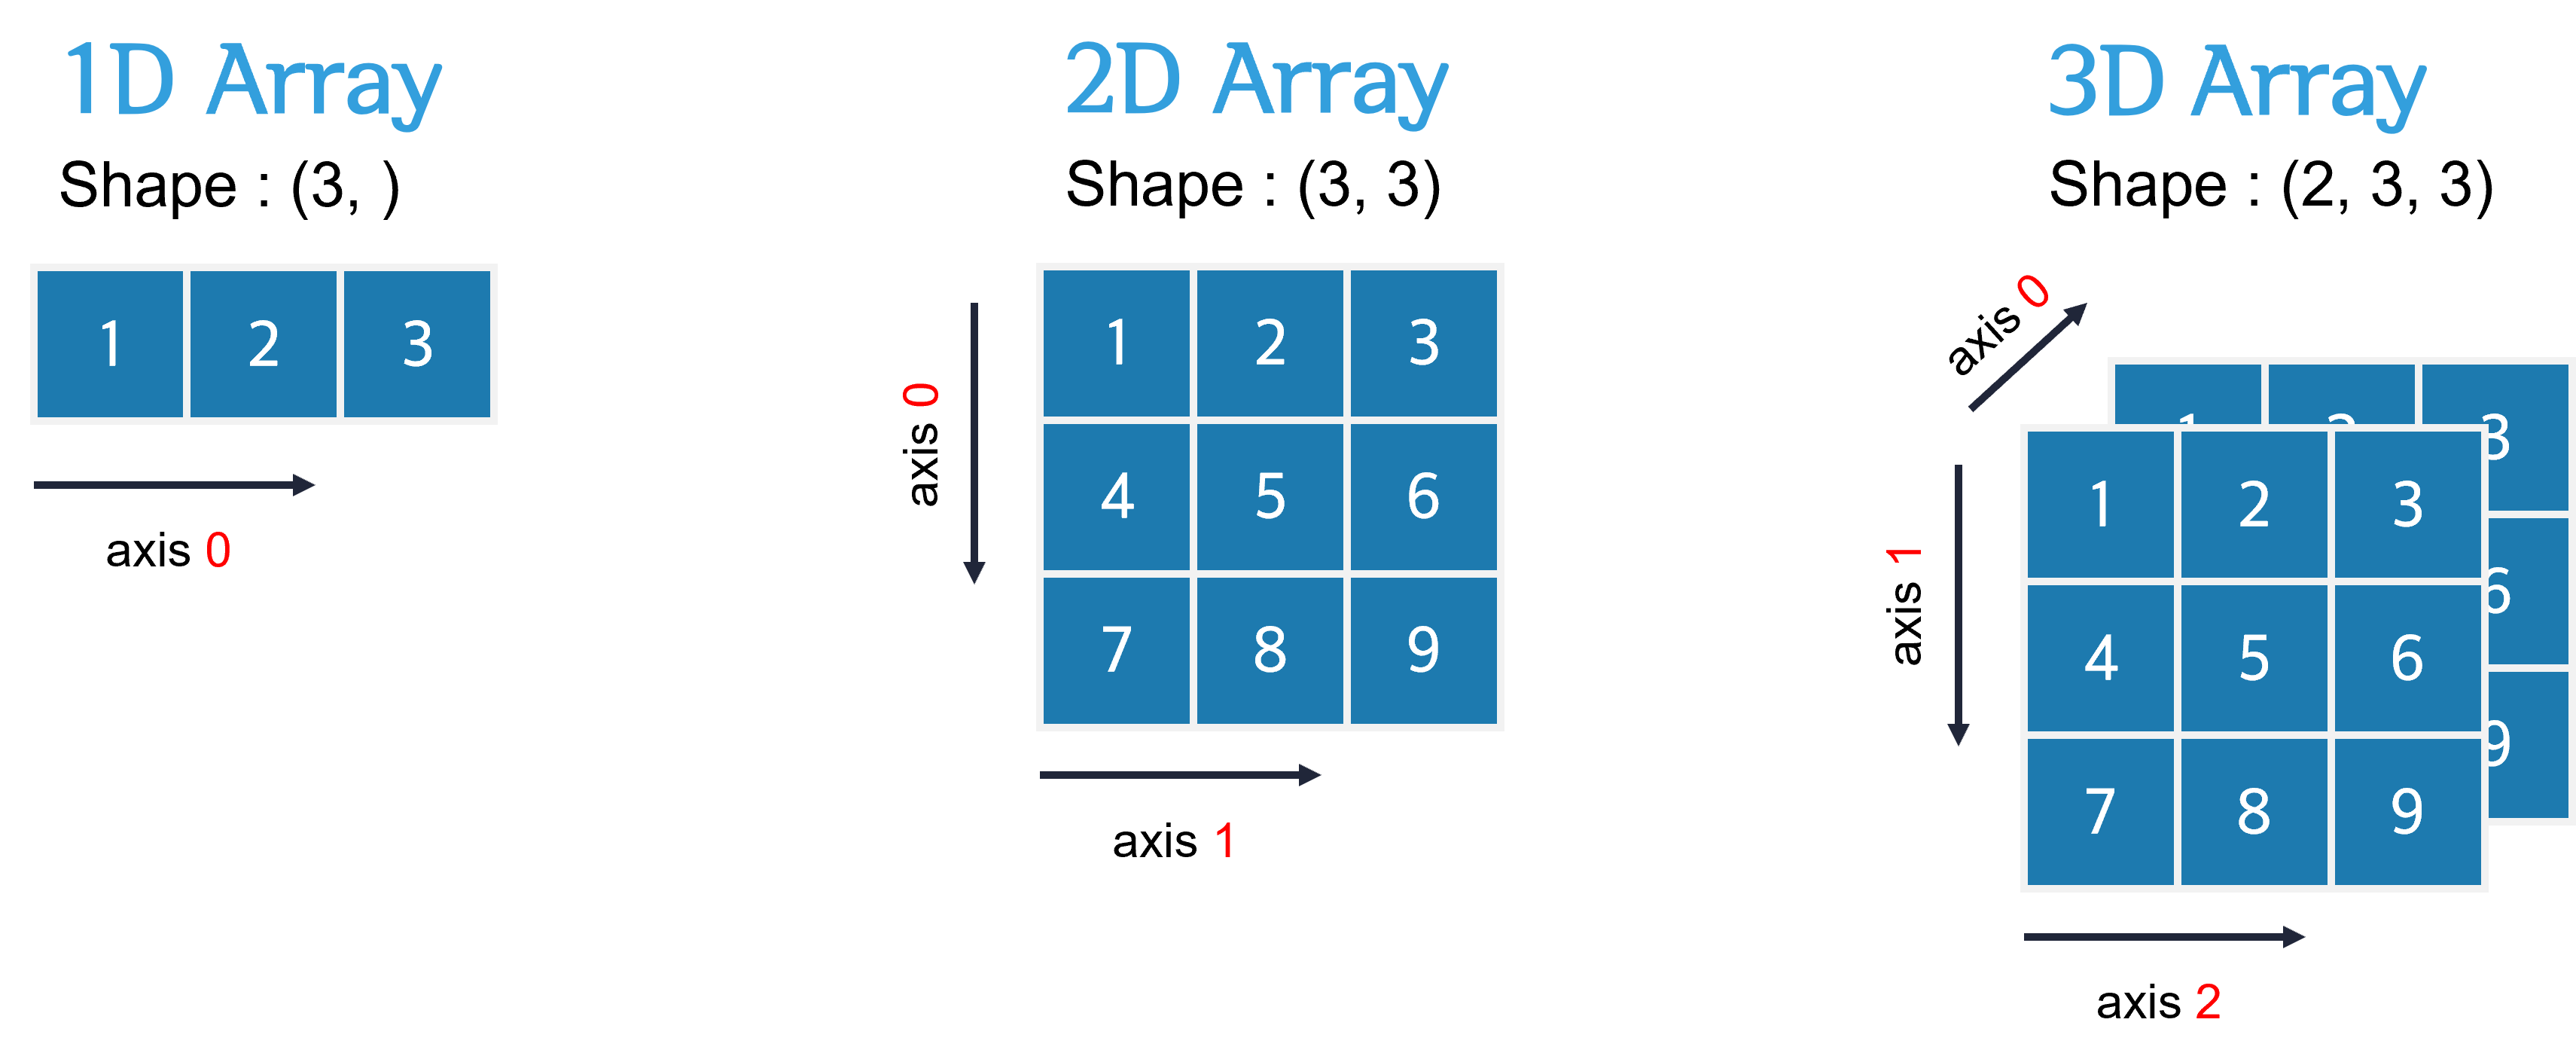 1D Array
Shape : (3, )
1 2 3
axis 0
2D Array
Shape : (3, 3)
axis 0
1 2 3
4 5 6
7 8 9
axis 1
3D Array
Shape : (2, 3, 3)
axis 0
1 2 3
6
9
axis 1
1 2 3
4 5 6
7 8 9
axis 2